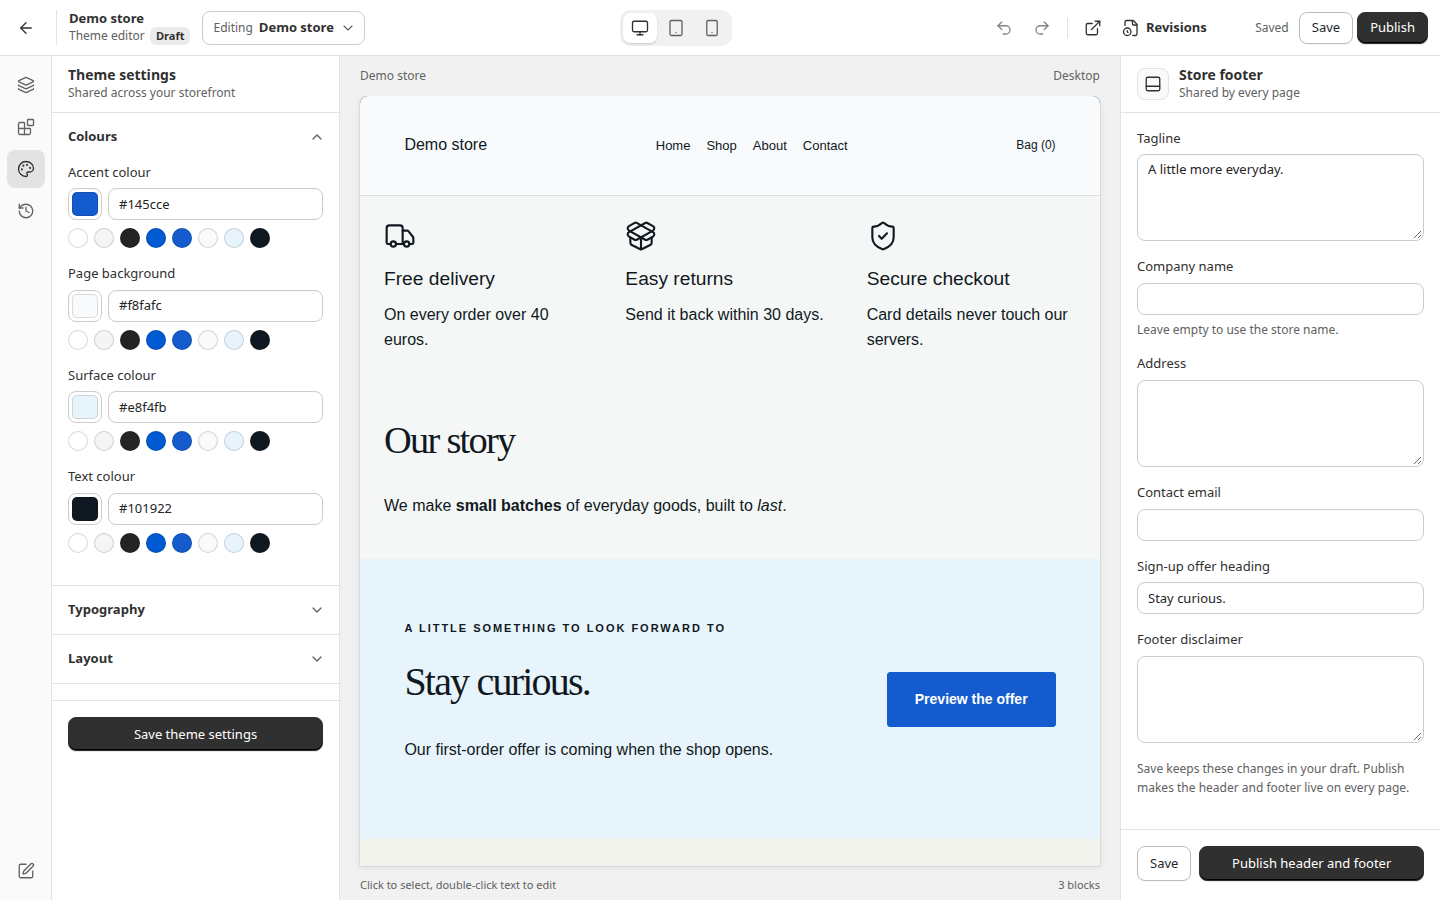 Demo store
Theme editor Draft
Editing Demo store
Revisions
Saved
Save
Publish
Theme settings
Shared across your storefront
Colours
Accent colour
#145cce
Page background
#f8fafc
Surface colour
#e8f4fb
Text colour
#101922
Typography
Layout
Save theme settings
Demo store
Desktop
Demo store
Home Shop About Contact
Bag (0)
Free delivery
On every order over 40
euros.
Easy returns
Send it back within 30 days.
Secure checkout
Card details never touch our
servers.
Our story
We make small batches of everyday goods, built to last.
A LITTLE SOMETHING TO LOOK FORWARD TO
Stay curious.
Our first-order offer is coming when the shop opens.
Preview the offer
Click to select, double-click text to edit
3 blocks
Store footer
Shared by every page
Tagline
A little more everyday.
Company name
Leave empty to use the store name.
Address
Contact email
Sign-up offer heading
Stay curious.
Footer disclaimer
Save keeps these changes in your draft. Publish
makes the header and footer live on every page.
Save
Publish header and footer